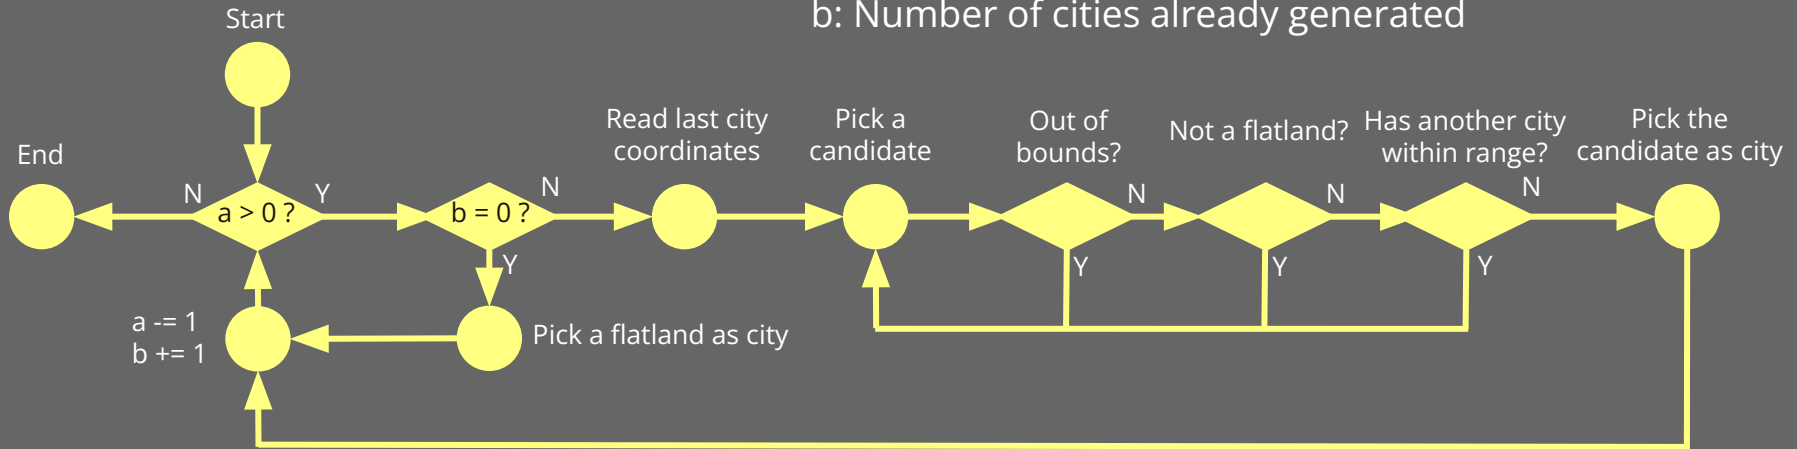 b: Number of cities already generated
Start
End
N
a > 0 ?
Y
b = 0 ?
N
Y
Read last city
coordinates
Pick a
candidate
Out of
bounds?
N
Y
Not a flatland?
N
Y
Has another city
within range?
N
Y
Pick the
candidate as city
a -= 1
b += 1
Pick a flatland as city